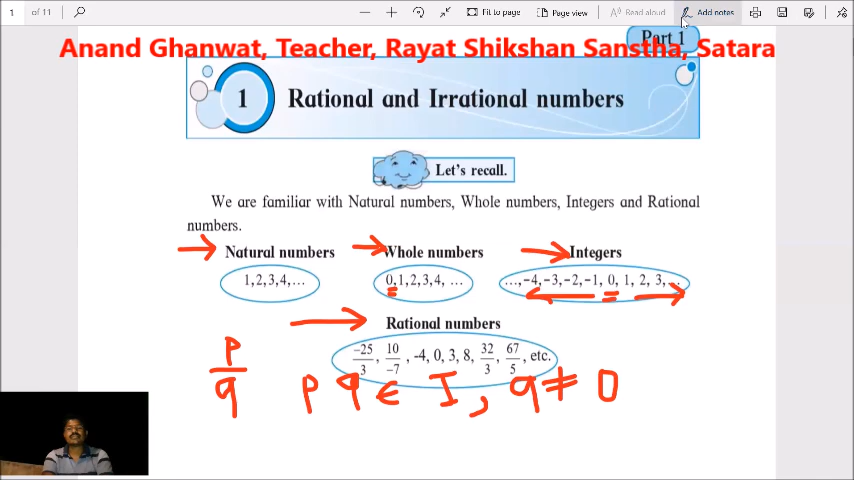 1 of 11 Fit to page Page view Read aloud Add notes
Part 1
Anand Ghanwat, Teacher, Rayat Shikshan Sanstha, Satara
1 Rational and Irrational numbers
Let's recall.
We are familiar with Natural numbers, Whole numbers, Integers and Rational
numbers.
Natural numbers Whole numbers Integers
1,2,3,4,... 0,1,2,3,4, ... ...,-4,-3,-2,-1, 0, 1, 2, 3,...
Rational numbers
-25/3, 10/-7, -4, 0, 3, 8, 32/3, 67/5, etc.
p/q p q ∈ I, q ≠ 0